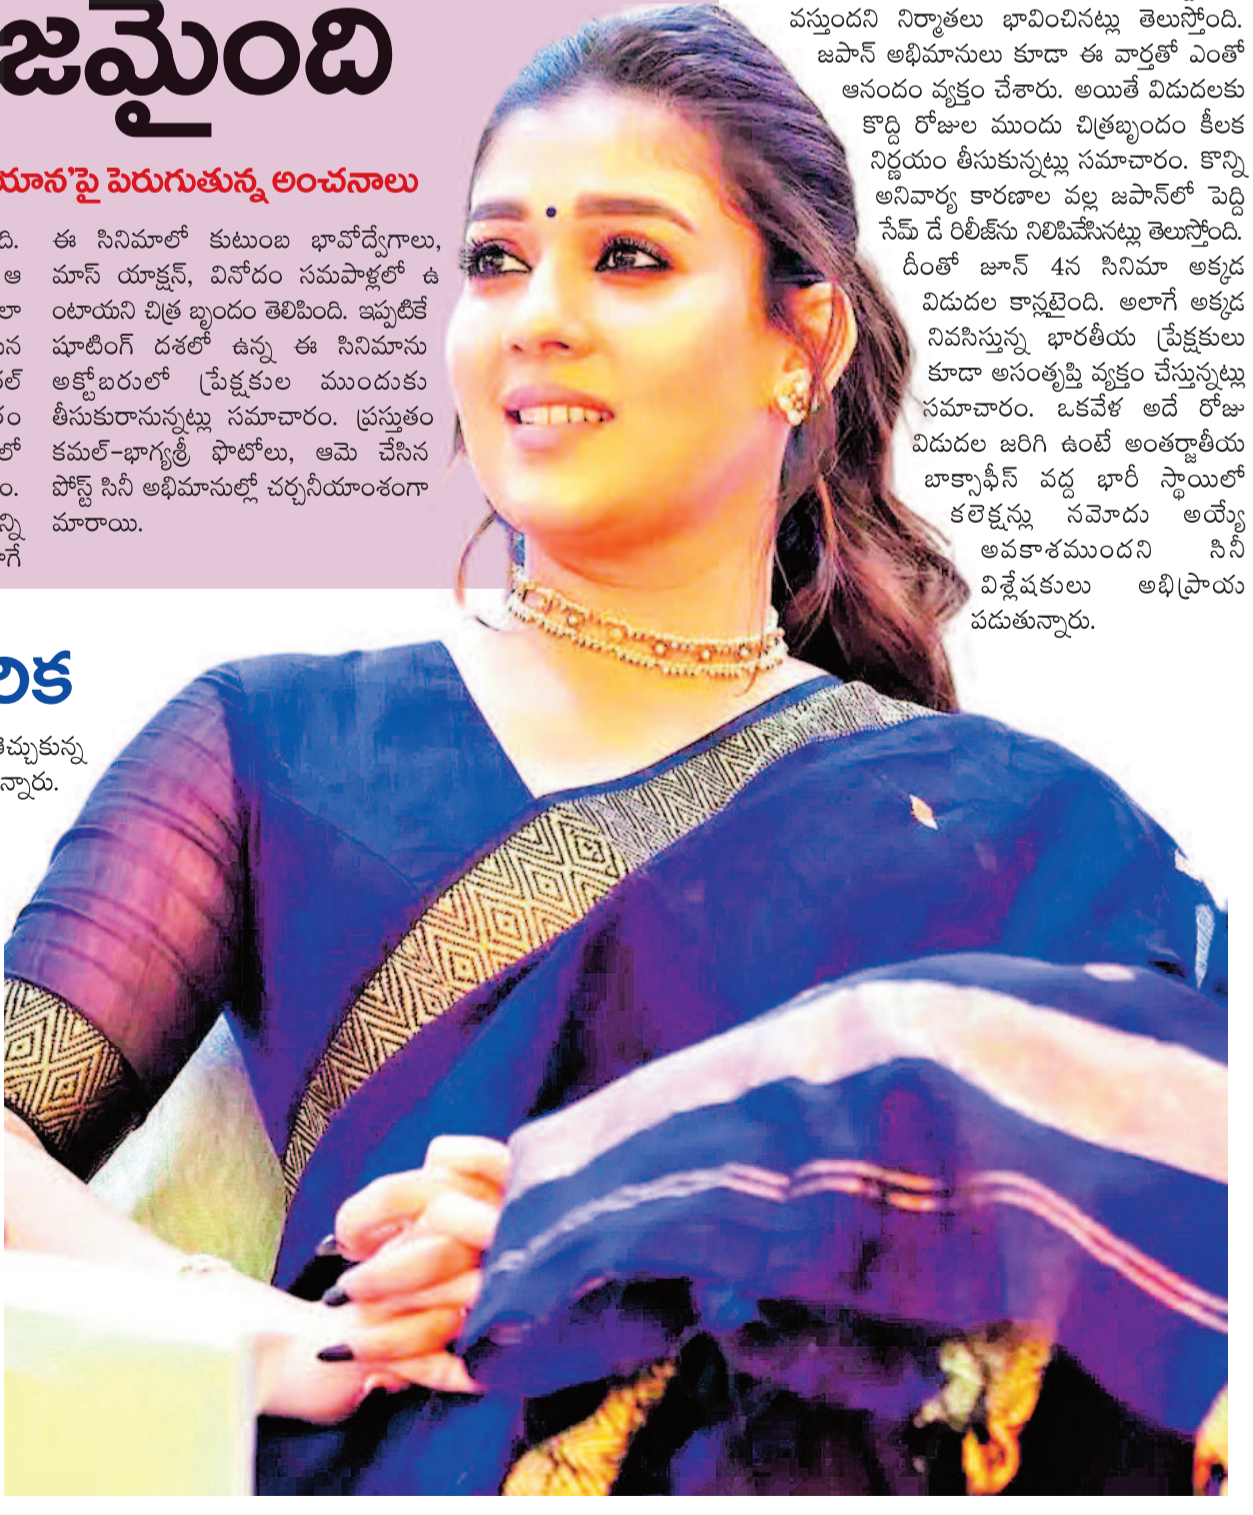 జమైంది
యాన'పై పెరుగుతున్న అంచనాలు
ది.
ఆ
లా
న
రల్
రం
లో
ం.
న్ని
గే
ఈ సినిమాలో కుటుంబ భావోద్వేగాలు,
మాస్ యాక్షన్, వినోదం సమపాళ్లలో ఉ
ంటాయని చిత్ర బృందం తెలిపింది. ఇప్పటికే
షూటింగ్ దశలో ఉన్న ఈ సినిమాను
అక్టోబరులో ప్రేక్షకుల ముందుకు
తీసుకురానున్నట్లు సమాచారం. ప్రస్తుతం
కమల్-భాగ్యశ్రీ ఫొటోలు, ఆమె చేసిన
పోస్ట్ సినీ అభిమానుల్లో చర్చనీయాంశంగా
మారాయి.
రిక
తెచ్చుకున్న
న్నారు.
వస్తుందని నిర్మాతలు భావించినట్లు తెలుస్తోంది.
జపాన్ అభిమానులు కూడా ఈ వార్తతో ఎంతో
ఆనందం వ్యక్తం చేశారు. అయితే విడుదలకు
కొద్ది రోజుల ముందు చిత్రబృందం కీలక
నిర్ణయం తీసుకున్నట్లు సమాచారం. కొన్ని
అనివార్య కారణాల వల్ల జపాన్‌లో పెద్ది
సేమ్ డే రిలీజ్‌ను నిలిపివేసినట్లు తెలుస్తోంది.
దీంతో జూన్ 4న సినిమా అక్కడ
విడుదల కాన్లటైంది. అలాగే అక్కడ
నివసిస్తున్న భారతీయ ప్రేక్షకులు
కూడా అసంతృప్తి వ్యక్తం చేస్తున్నట్లు
సమాచారం. ఒకవేళ అదే రోజు
విడుదల జరిగి ఉంటే అంతర్జాతీయ
బాక్సాఫీస్ వద్ద భారీ స్థాయిలో
కలెక్షన్లు నమోదు అయ్యే
అవకాశముందని సినీ
విశ్లేషకులు అభిప్రాయ
పడుతున్నారు.